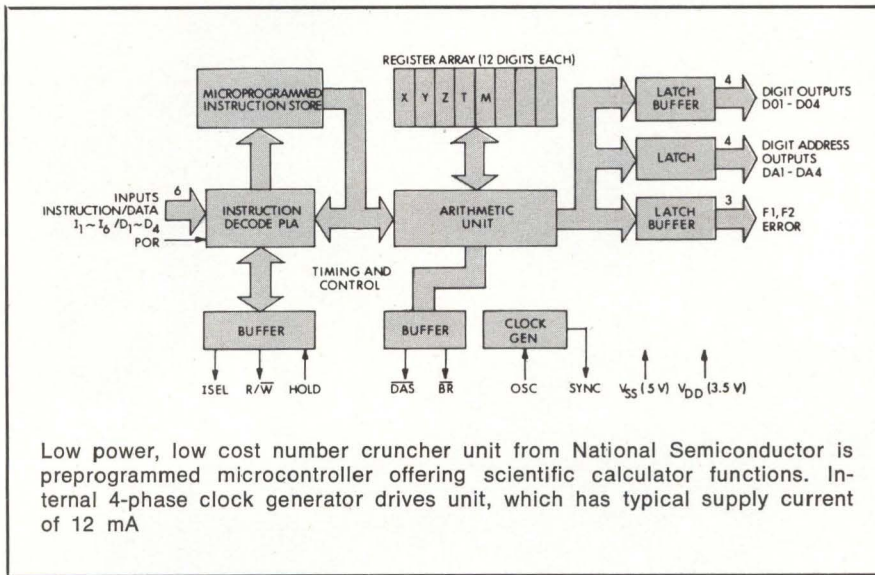 REGISTER ARRAY (12 DIGITS EACH)
MICROPROGRAMMED
INSTRUCTION STORE
X Y Z T M
LATCH
BUFFER
4
DIGIT OUTPUTS
DO1 - DO4
LATCH
4
DIGIT ADDRESS
OUTPUTS
DA1 - DA4
INPUTS
INSTRUCTION/DATA
I1 ~ I6 /D1 ~ D4
6
POR
INSTRUCTION
DECODE PLA
ARITHMETIC
UNIT
LATCH
BUFFER
3
F1, F2
ERROR
TIMING AND
CONTROL
BUFFER
BUFFER
CLOCK
GEN
ISEL R/W̅ HOLD D̅A̅S̅ B̅R̅ OSC SYNC VSS (5 V) VDD (3.5 V)
Low power, low cost number cruncher unit from National Semiconductor is
preprogrammed microcontroller offering scientific calculator functions. In-
ternal 4-phase clock generator drives unit, which has typical supply current
of 12 mA